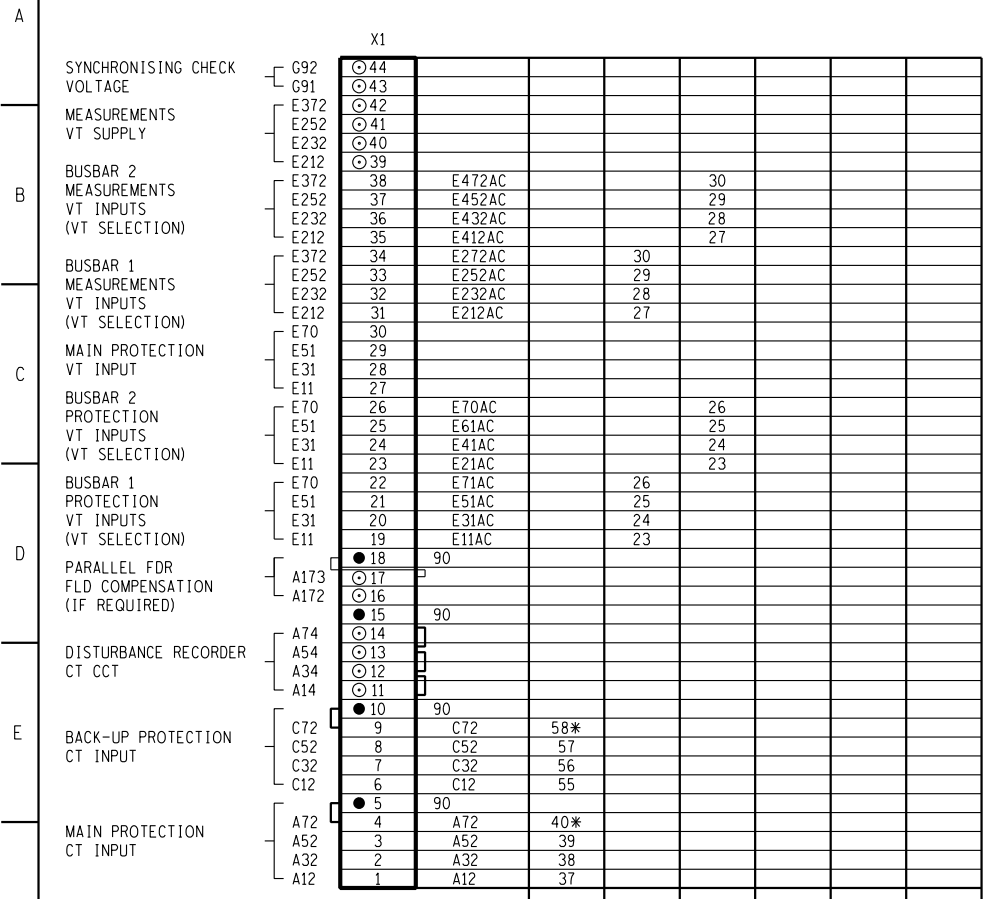 A
X1
SYNCHRONISING CHECK
VOLTAGE
G92 44
G91 43
MEASUREMENTS
VT SUPPLY
E372 42
E252 41
E232 40
E212 39
B
BUSBAR 2
MEASUREMENTS
VT INPUTS
(VT SELECTION)
E372 38 E472AC 30
E252 37 E452AC 29
E232 36 E432AC 28
E212 35 E412AC 27
BUSBAR 1
MEASUREMENTS
VT INPUTS
(VT SELECTION)
E372 34 E272AC 30
E252 33 E252AC 29
E232 32 E232AC 28
E212 31 E212AC 27
C
MAIN PROTECTION
VT INPUT
E70 30
E51 29
E31 28
E11 27
BUSBAR 2
PROTECTION
VT INPUTS
(VT SELECTION)
E70 26 E70AC 26
E51 25 E61AC 25
E31 24 E41AC 24
E11 23 E21AC 23
D
BUSBAR 1
PROTECTION
VT INPUTS
(VT SELECTION)
E70 22 E71AC 26
E51 21 E51AC 25
E31 20 E31AC 24
E11 19 E11AC 23
PARALLEL FDR
FLD COMPENSATION
(IF REQUIRED)
18 90
A173 17
A172 16
15 90
DISTURBANCE RECORDER
CT CCT
A74 14
A54 13
A34 12
A14 11
E
BACK-UP PROTECTION
CT INPUT
10 90
C72 9 C72 58*
C52 8 C52 57
C32 7 C32 56
C12 6 C12 55
MAIN PROTECTION
CT INPUT
5 90
A72 4 A72 40*
A52 3 A52 39
A32 2 A32 38
A12 1 A12 37